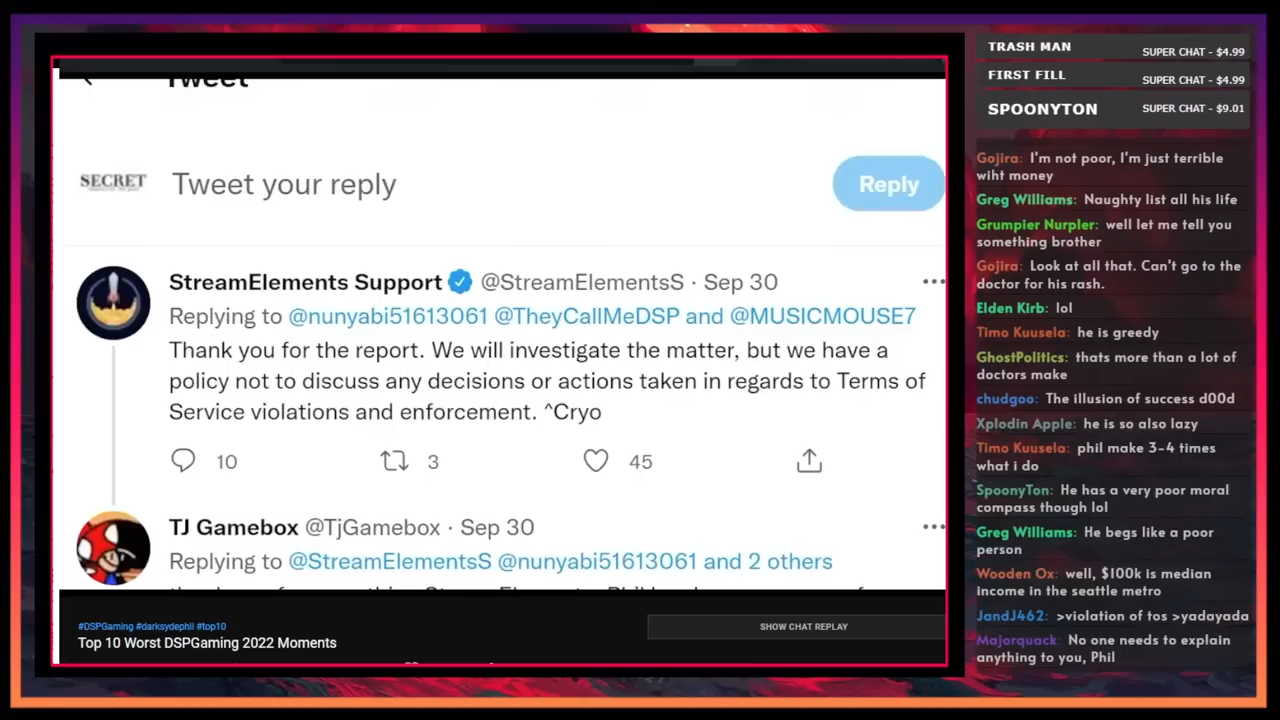 Tweet
SECRET
Tweet your reply
Reply
StreamElements Support @StreamElementsS · Sep 30
Replying to @nunyabi51613061 @TheyCallMeDSP and @MUSICMOUSE7
Thank you for the report. We will investigate the matter, but we have a
policy not to discuss any decisions or actions taken in regards to Terms of
Service violations and enforcement. ^Cryo
10
3
45
TJ Gamebox @TjGamebox · Sep 30
Replying to @StreamElementsS @nunyabi51613061 and 2 others
#DSPGaming #darksydephil #top10
Top 10 Worst DSPGaming 2022 Moments
SHOW CHAT REPLAY
TRASH MAN SUPER CHAT - $4.99
FIRST FILL SUPER CHAT - $4.99
SPOONYTON SUPER CHAT - $9.01
Gojira: I'm not poor, I'm just terrible
wiht money
Greg Williams: Naughty list all his life
Grumpier Nurpler: well let me tell you
something brother
Gojira: Look at all that. Can't go to the
doctor for his rash.
Elden Kirb: lol
Timo Kuusela: he is greedy
GhostPolitics: thats more than a lot of
doctors make
chudgoo: The illusion of success d00d
Xplodin Apple: he is so also lazy
Timo Kuusela: phil make 3-4 times
what i do
SpoonyTon: He has a very poor moral
compass though lol
Greg Williams: He begs like a poor
person
Wooden Ox: well, $100k is median
income in the seattle metro
JandJ462: >violation of tos >yadayada
Majorquack: No one needs to explain
anything to you, Phil